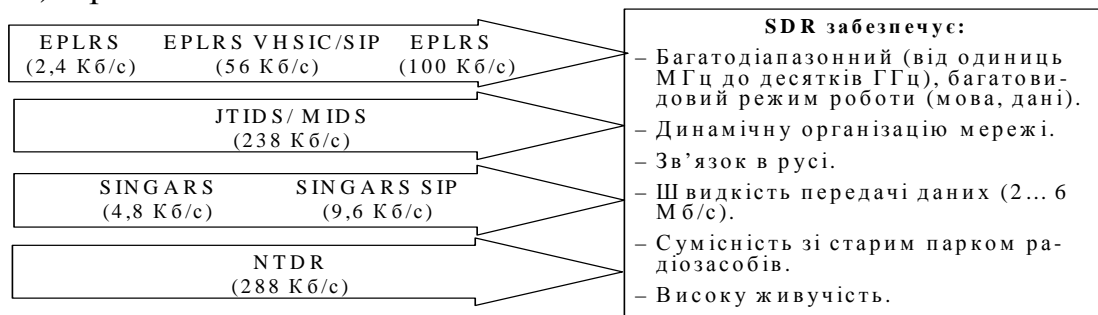 EPLRS EPLRS VHSIC/SIP EPLRS
(2,4 Кб/с) (56 Кб/с) (100 Кб/с)
JTIDS/ MIDS
(238 Кб/с)
SINGARS SINGARS SIP
(4,8 Кб/с) (9,6 Кб/с)
NTDR
(288 Кб/с)
SDR забезпечує:
– Багатодіапазонний (від одиниць
МГц до десятків ГГц), багатови-
довий режим роботи (мова, дані).
– Динамічну організацію мережі.
– Зв’язок в русі.
– Швидкість передачі даних (2... 6
Мб/с).
– Сумісність зі старим парком ра-
діозасобів.
– Високу живучість.